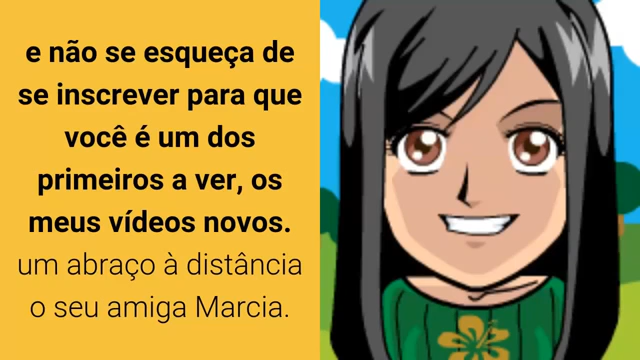 e não se esqueça de
se inscrever para que
você é um dos
primeiros a ver, os
meus vídeos novos.
um abraço à distância
o seu amiga Marcia.